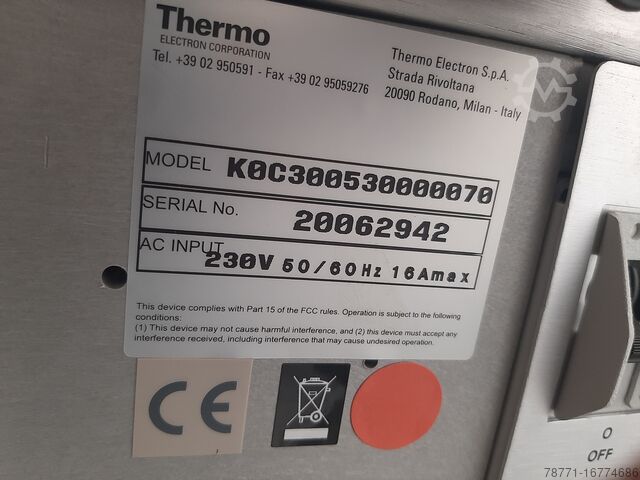 Thermo
ELECTRON CORPORATION
Tel. +39 02 950591 - Fax +39 02 95059276
Thermo Electron S.p.A.
Strada Rivoltana
20090 Rodano, Milan - Italy
MODEL K0C300530000070
SERIAL No. 20062942
AC INPUT 230V 50/60Hz 16Amax
This device complies with Part 15 of the FCC rules. Operation is subject to the following
conditions:
(1) This device may not cause harmful interference, and (2) this device must accept any
interference received, including interference that may cause undesired operation.
CE
O
OFF
78771-16774686